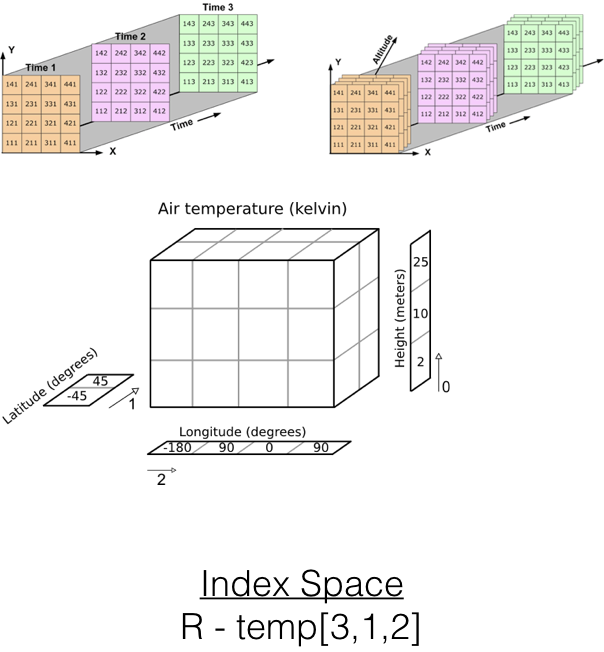 Y
Time 1
141 241 341 441
131 231 331 431
121 221 321 421
111 211 311 411
X
Time 2
142 242 342 442
132 232 332 432
122 222 322 422
112 212 312 412
Time 3
143 243 343 443
133 233 333 433
123 223 323 423
113 213 313 413
Time
Y
Altitude
141 241 341 441
131 231 331 431
121 221 321 421
111 211 311 411
X
142 242 342 442
132 232 332 432
122 222 322 422
112 212 312 412
143 243 343 443
133 233 333 433
123 223 323 423
113 213 313 413
Time
Air temperature (kelvin)
Height (meters)
25
10
2
0
Latitude (degrees)
45
-45
1
Longitude (degrees)
-180 90 0 90
2
Index Space
R - temp[3,1,2]